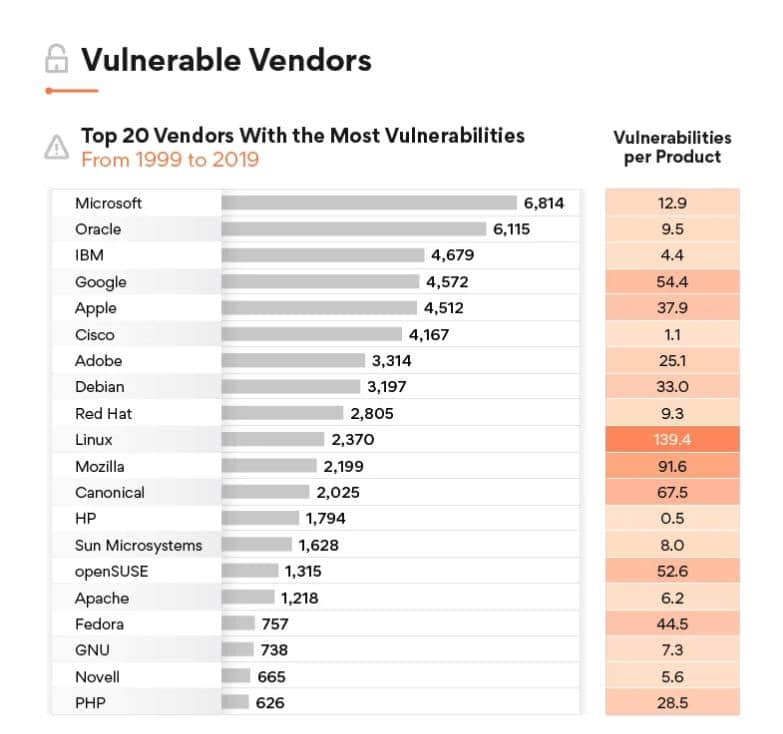 Vulnerable Vendors
Top 20 Vendors With the Most Vulnerabilities
From 1999 to 2019
Vulnerabilities
per Product
Microsoft 6,814 12.9
Oracle 6,115 9.5
IBM 4,679 4.4
Google 4,572 54.4
Apple 4,512 37.9
Cisco 4,167 1.1
Adobe 3,314 25.1
Debian 3,197 33.0
Red Hat 2,805 9.3
Linux 2,370 139.4
Mozilla 2,199 91.6
Canonical 2,025 67.5
HP 1,794 0.5
Sun Microsystems 1,628 8.0
openSUSE 1,315 52.6
Apache 1,218 6.2
Fedora 757 44.5
GNU 738 7.3
Novell 665 5.6
PHP 626 28.5